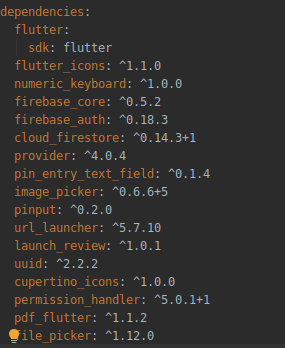 dependencies:
flutter:
sdk: flutter
flutter_icons: ^1.1.0
numeric_keyboard: ^1.0.0
firebase_core: ^0.5.2
firebase_auth: ^0.18.3
cloud_firestore: ^0.14.3+1
provider: ^4.0.4
pin_entry_text_field: ^0.1.4
image_picker: ^0.6.6+5
pinput: ^0.2.0
url_launcher: ^5.7.10
launch_review: ^1.0.1
uuid: ^2.2.2
cupertino_icons: ^1.0.0
permission_handler: ^5.0.1+1
pdf_flutter: ^1.1.2
ile_picker: ^1.12.0